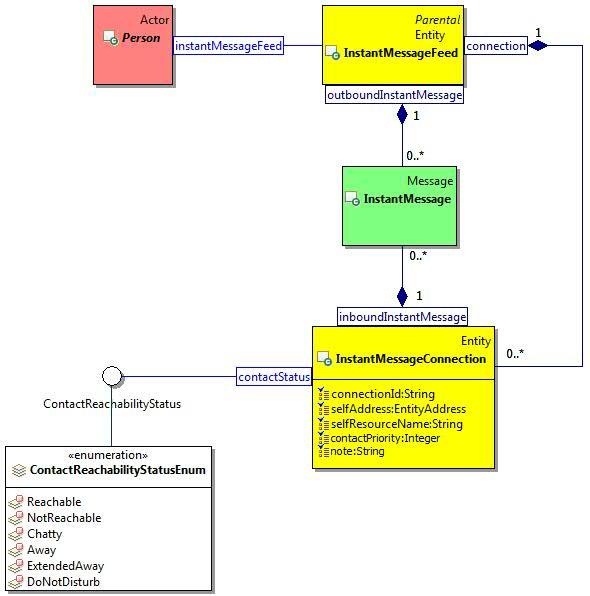 Actor
Person
instantMessageFeed
Parental
Entity
InstantMessageFeed
connection
1
outboundInstantMessage
1
0..*
Message
InstantMessage
0..*
1
inboundInstantMessage
Entity
InstantMessageConnection
0..*
connectionId:String
selfAddress:EntityAddress
selfResourceName:String
contactPriority:Integer
note:String
contactStatus
ContactReachabilityStatus
«enumeration»
ContactReachabilityStatusEnum
Reachable
NotReachable
Chatty
Away
ExtendedAway
DoNotDisturb